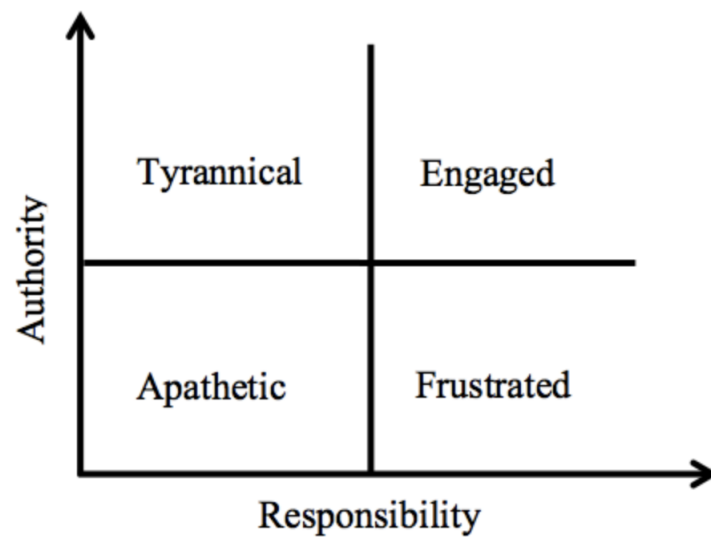 Authority
Tyrannical
Engaged
Apathetic
Frustrated
Responsibility